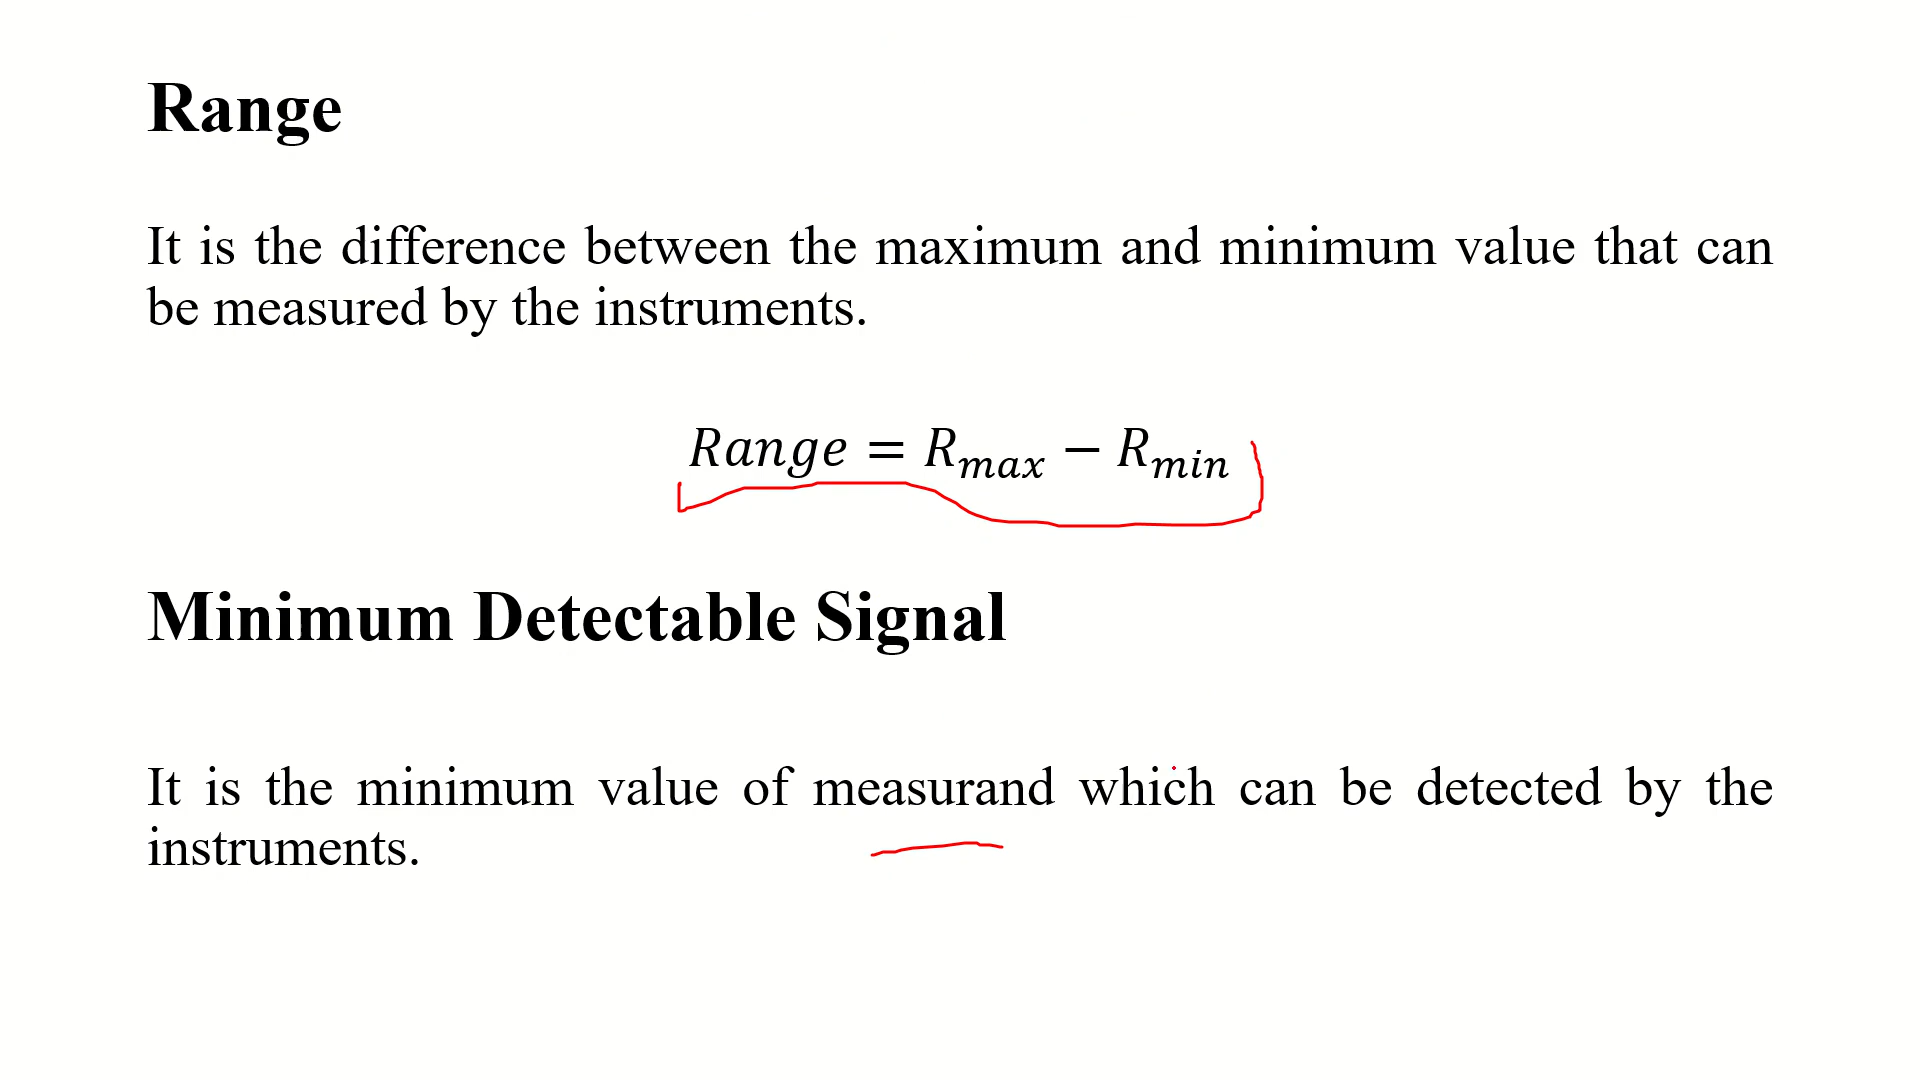 Range
It is the difference between the maximum and minimum value that can
be measured by the instruments.
Range = R_max − R_min
Minimum Detectable Signal
It is the minimum value of measurand which can be detected by the
instruments.